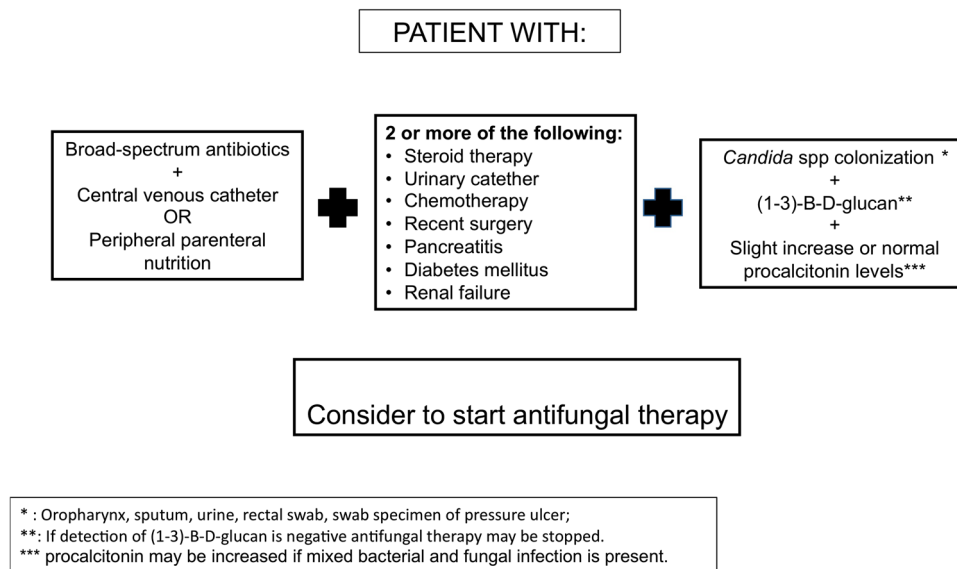 PATIENT WITH:
Broad-spectrum antibiotics
+
Central venous catheter
OR
Peripheral parenteral
nutrition
2 or more of the following:
• Steroid therapy
• Urinary catether
• Chemotherapy
• Recent surgery
• Pancreatitis
• Diabetes mellitus
• Renal failure
Candida spp colonization *
+
(1-3)-B-D-glucan**
+
Slight increase or normal
procalcitonin levels***
Consider to start antifungal therapy
* : Oropharynx, sputum, urine, rectal swab, swab specimen of pressure ulcer;
**: If detection of (1-3)-B-D-glucan is negative antifungal therapy may be stopped.
*** procalcitonin may be increased if mixed bacterial and fungal infection is present.